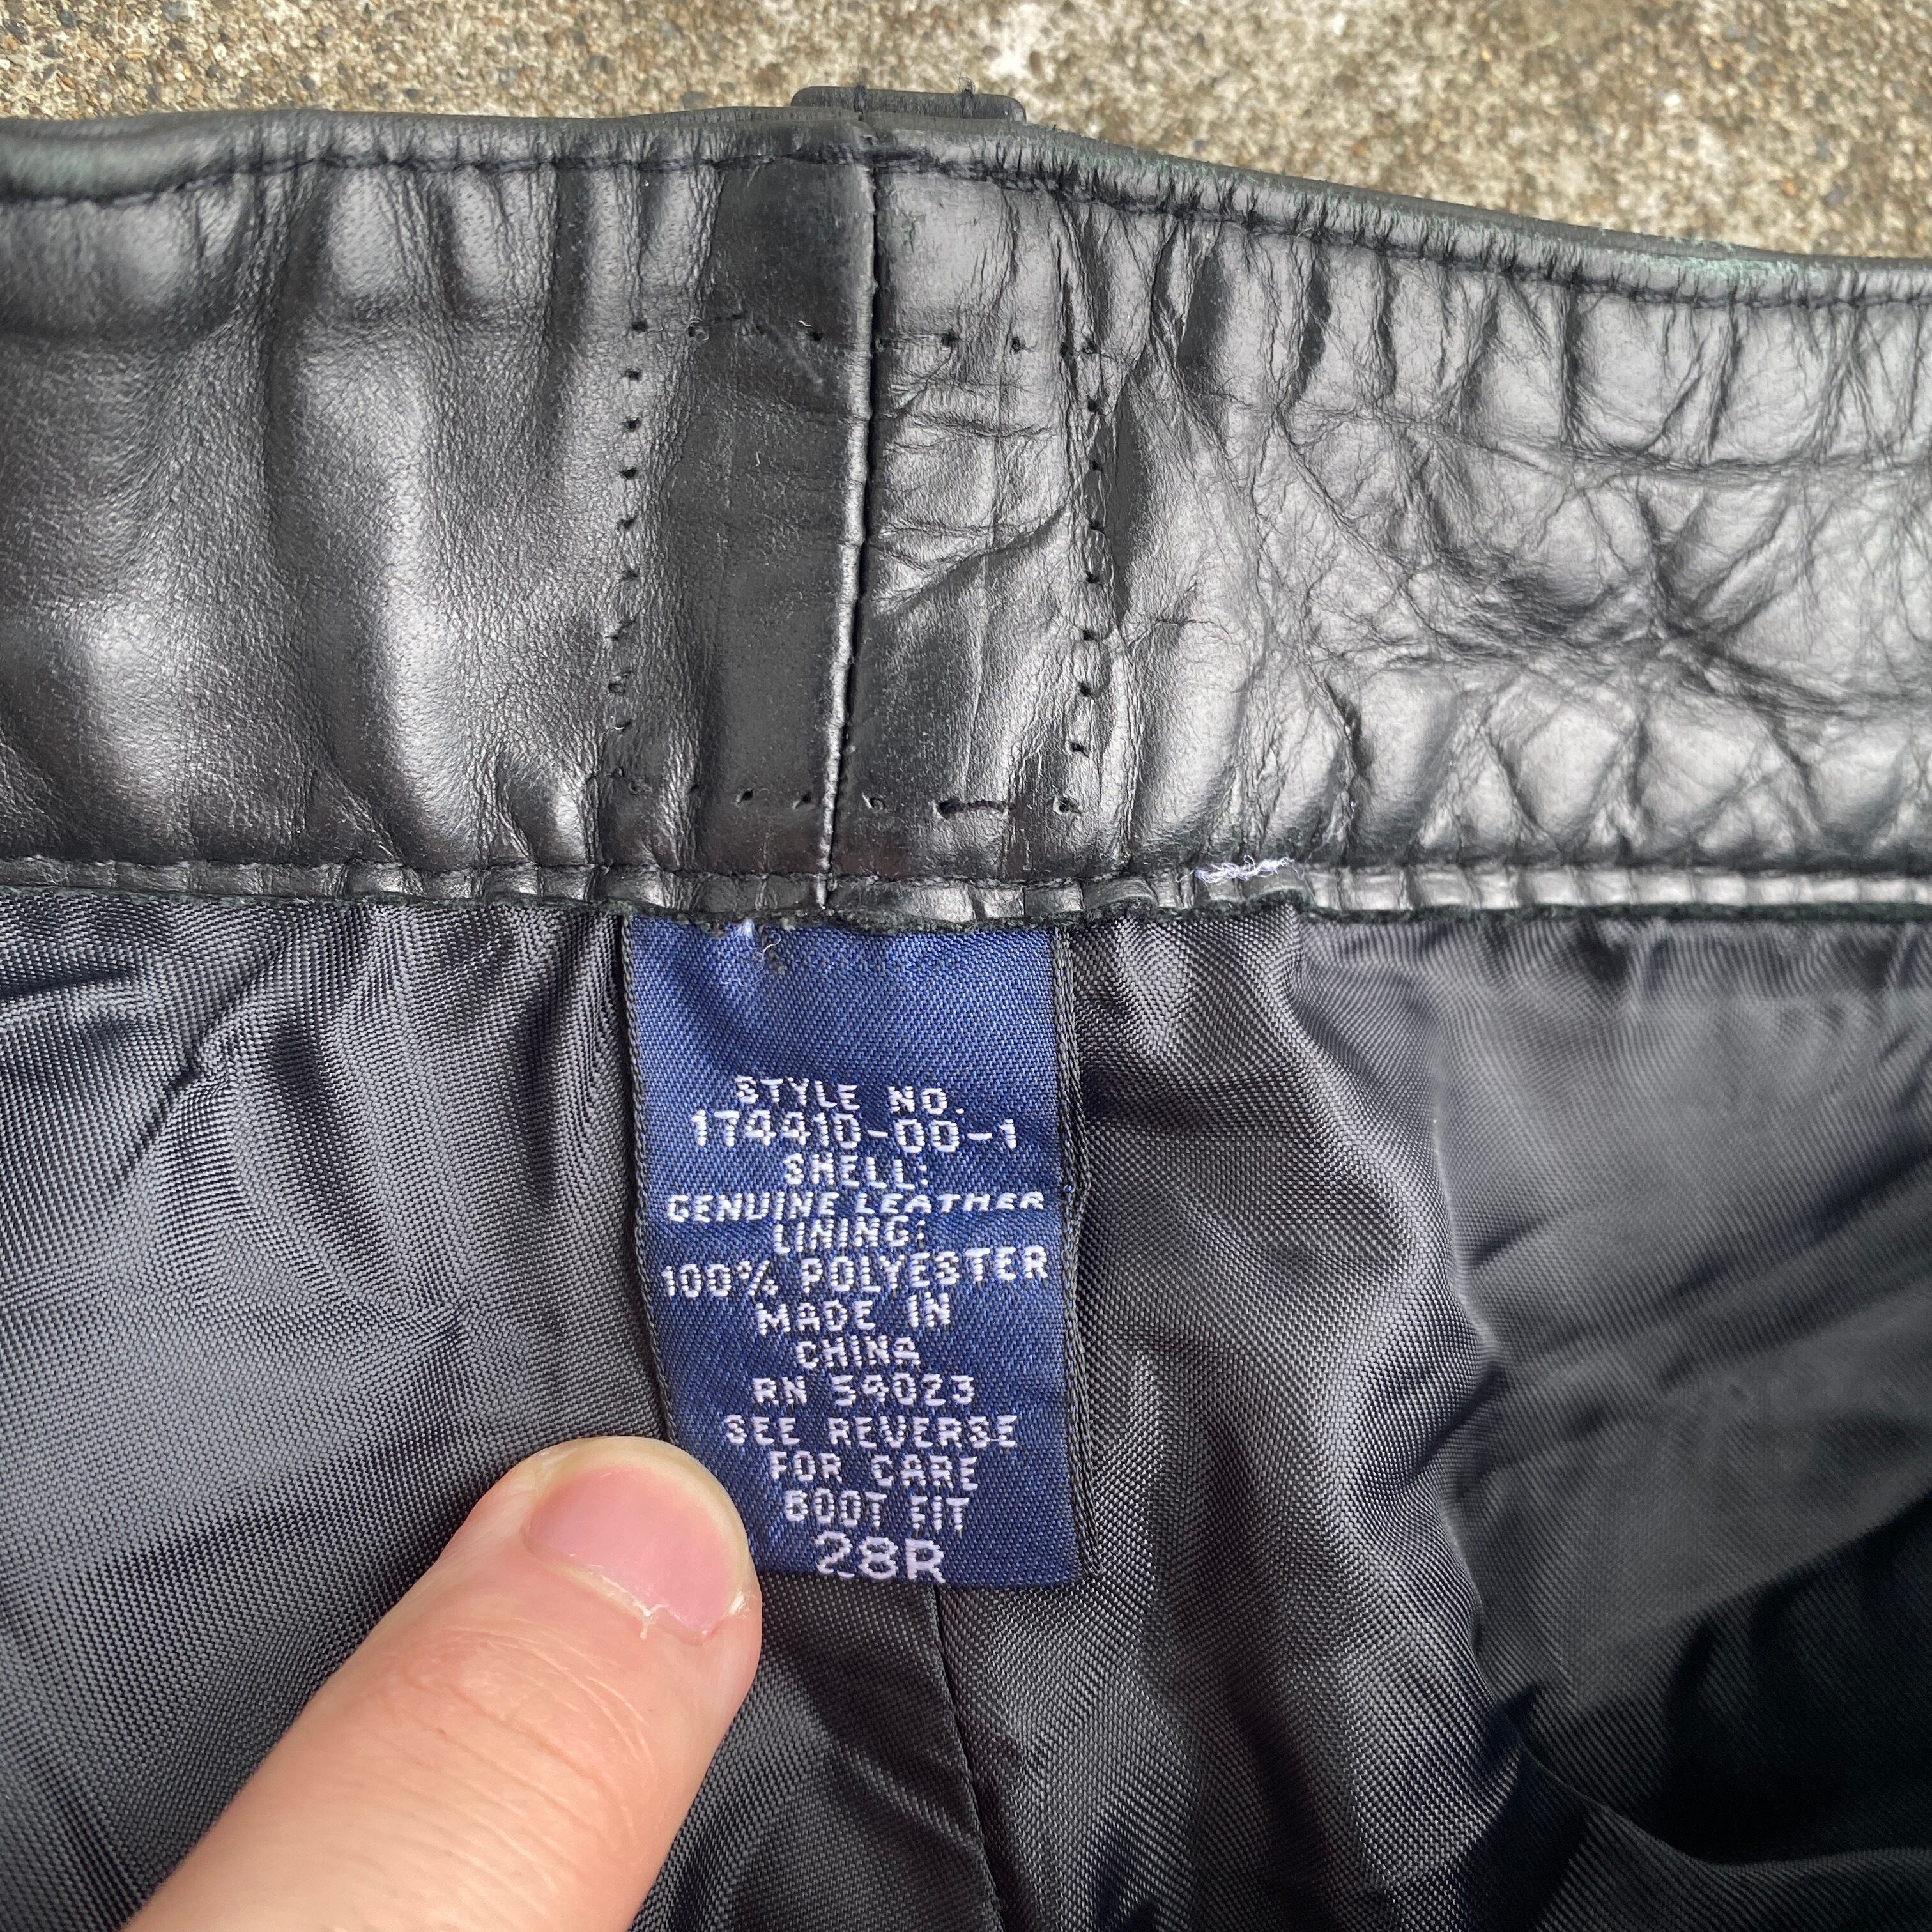 STYLE NO.
174410-00-1
SHELL:
GENUINE LEATHER
LINING:
100% POLYESTER
MADE IN
CHINA
RN 59023
SEE REVERSE
FOR CARE
BOOT FIT
28R